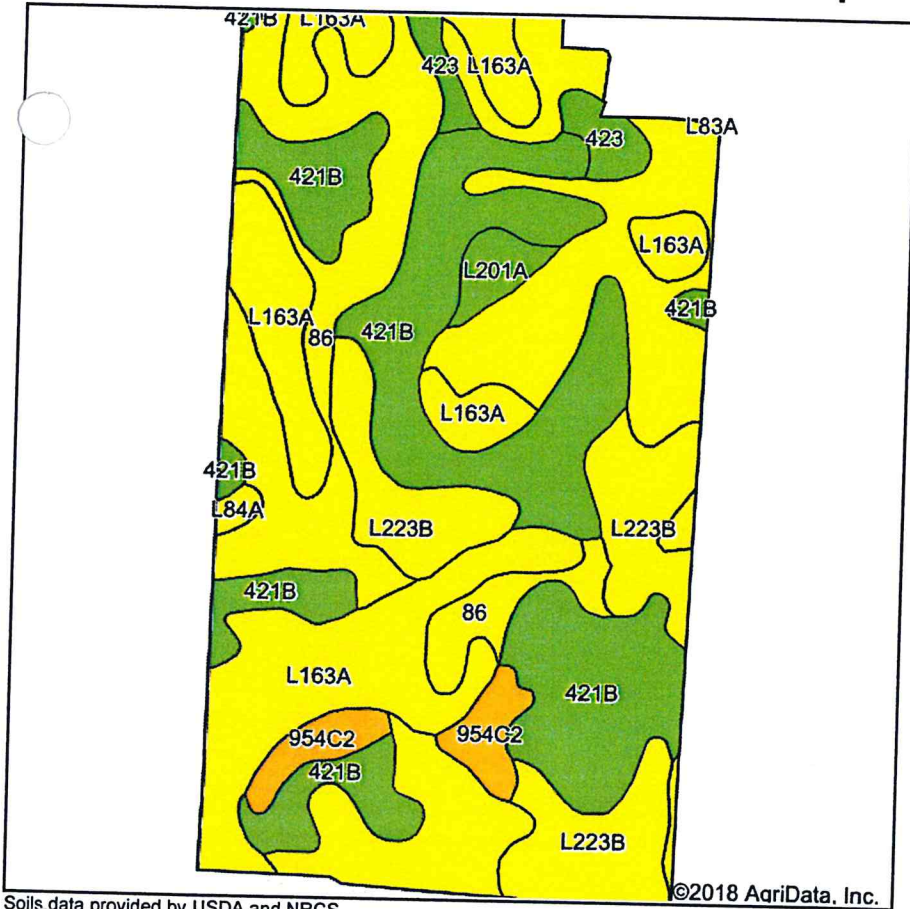 421B L163A
423 L163A
L83A
423
421B
L163A
L201A
421B
L163A
86
421B
L163A
421B
L84A
L223B
L223B
421B
86
L163A
421B
954C2
954C2
421B
L223B
©2018 AgriData, Inc.
Soils data provided by USDA and NRCS.